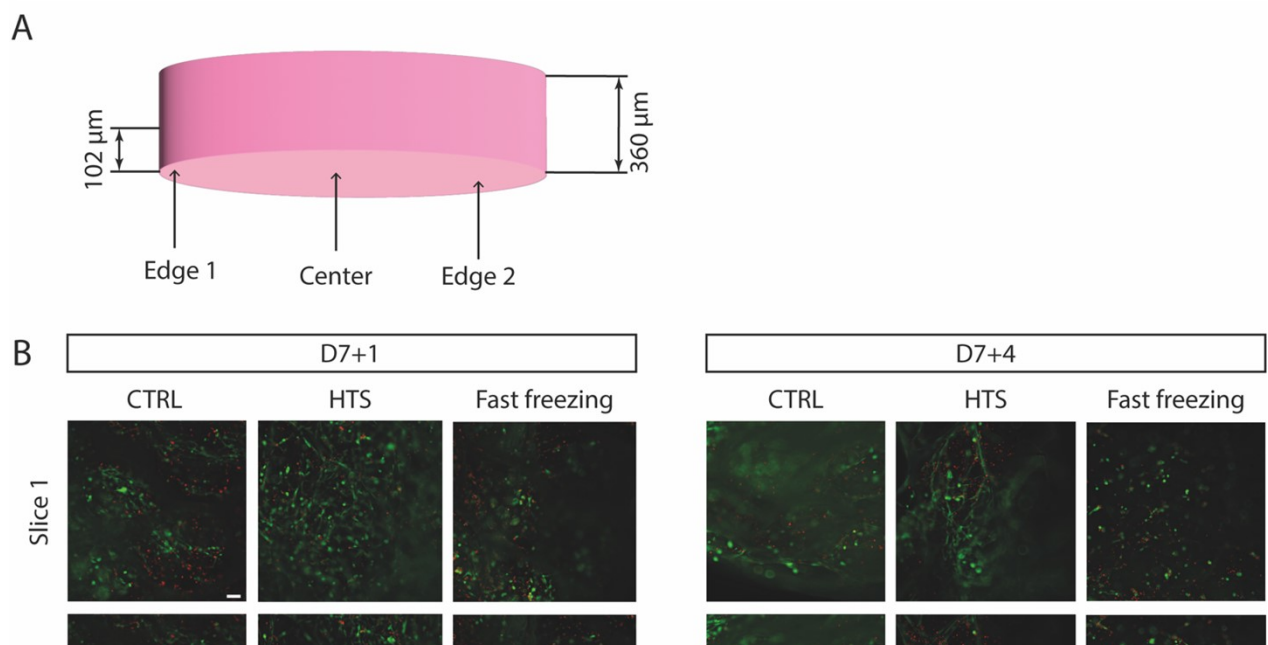 A
102 µm
360 µm
Edge 1
Center
Edge 2
B
D7+1
D7+4
CTRL
HTS
Fast freezing
CTRL
HTS
Fast freezing
Slice 1